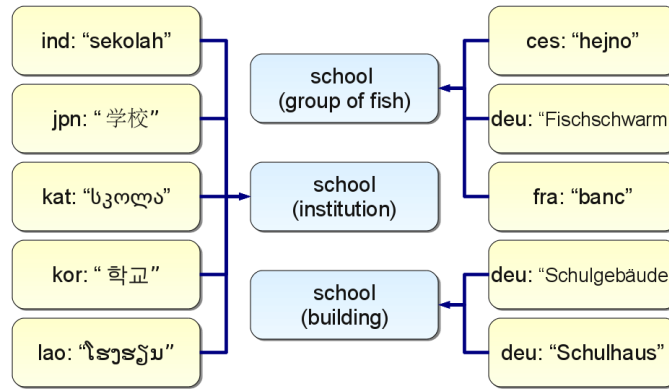 ind: “sekolah”
jpn: “ 学校”
kat: “სკოლა”
kor: “ 학교”
lao: “ໂຮງຮຽນ”
school
(group of fish)
school
(institution)
school
(building)
ces: “hejno”
deu: “Fischschwarm
fra: “banc”
deu: “Schulgebäude
deu: “Schulhaus”